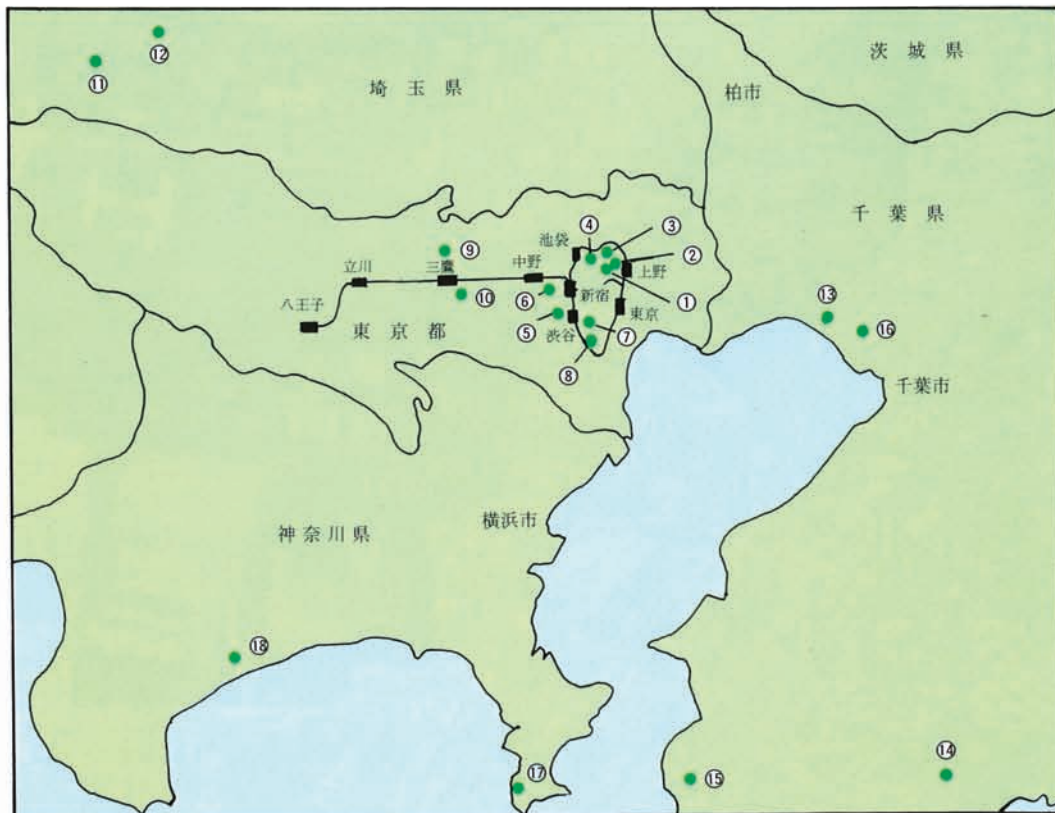 ⑫
⑪
埼玉県
茨城県
柏市
千葉県
④
③
池袋
②
⑨
上野
立川
三鷹
中野
新宿
①
八王子
⑩
⑥
東京
⑬
東京都
⑤
渋谷
⑦
⑯
⑧
千葉市
横浜市
神奈川県
⑱
⑭
⑮
⑰